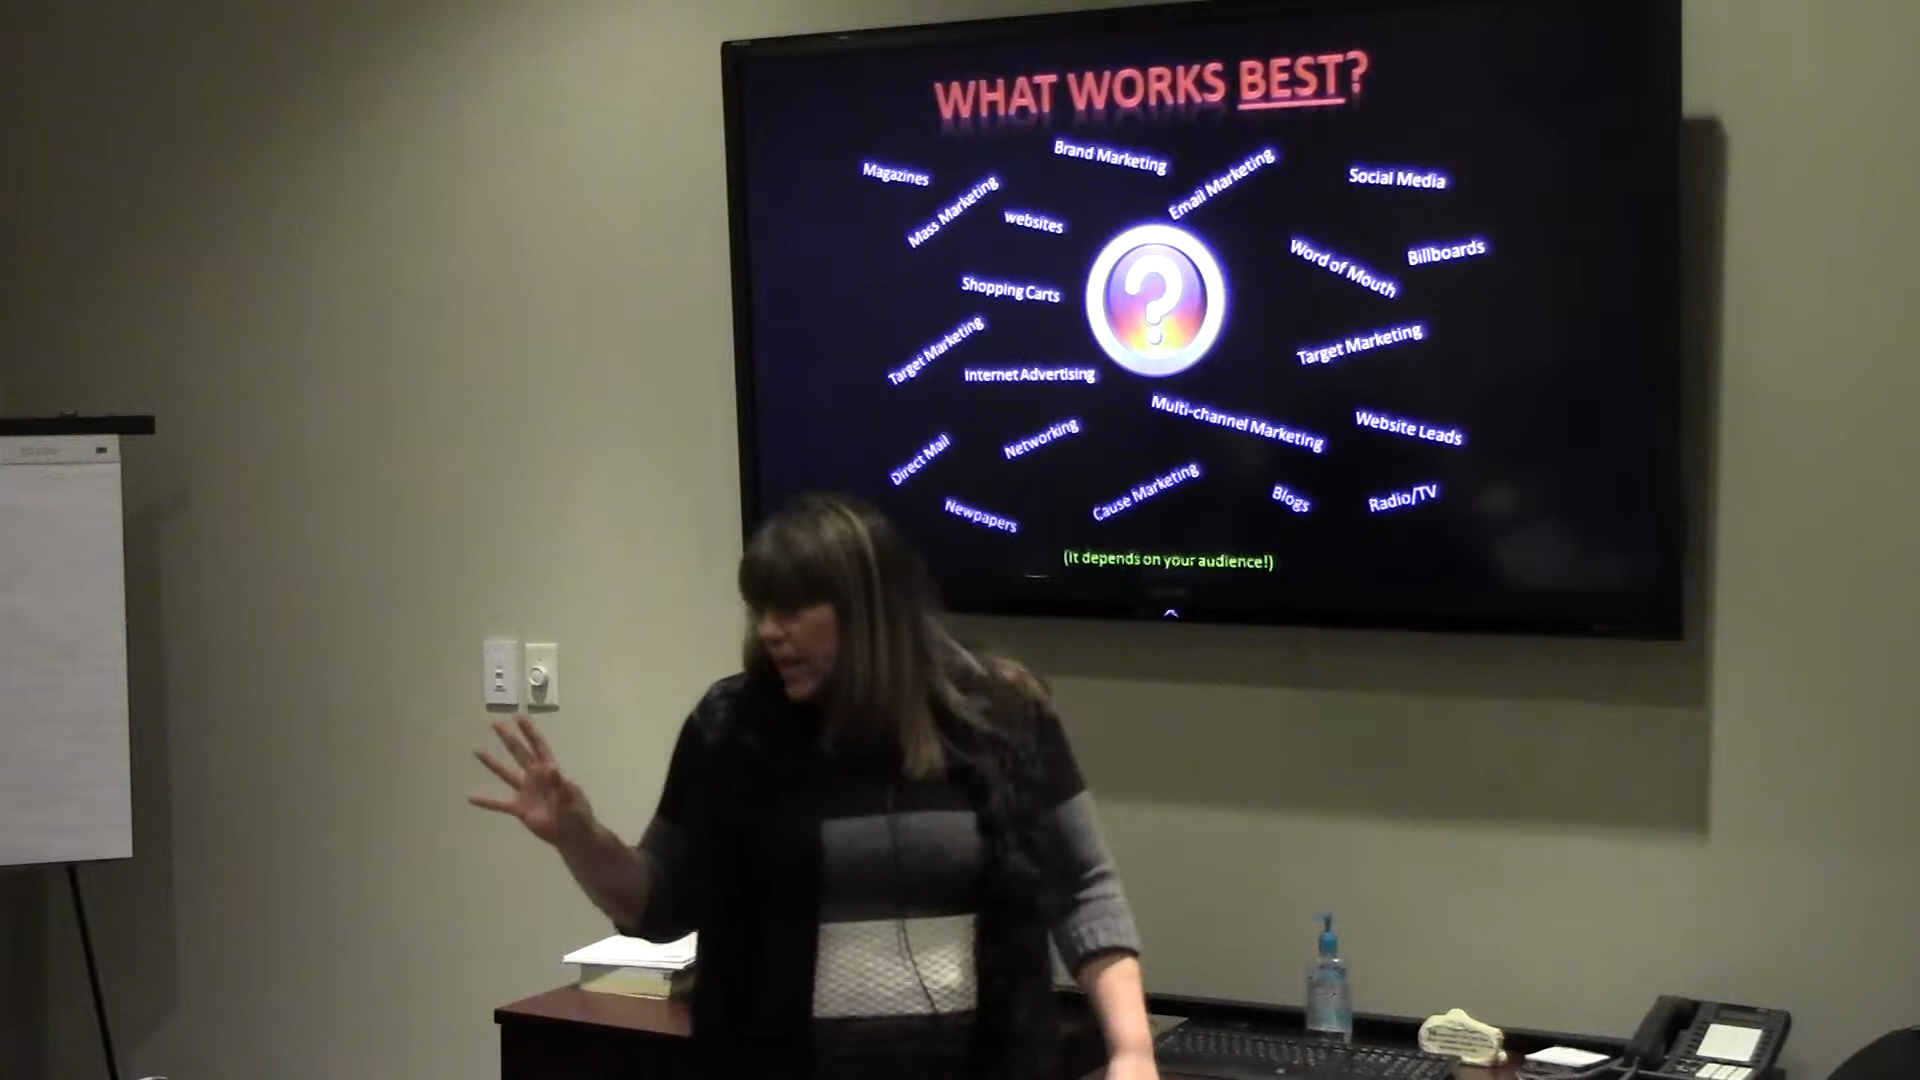 WHAT WORKS BEST?
Brand Marketing
Email Marketing
Magazines
Social Media
Mass Marketing
websites
Word of Mouth
Billboards
?
Shopping Carts
Target Marketing
Target Marketing
Internet Advertising
Multi-channel Marketing
Website Leads
Networking
Direct Mail
Cause Marketing
Blogs
Radio/TV
Newpapers
(it depends on your audience!)